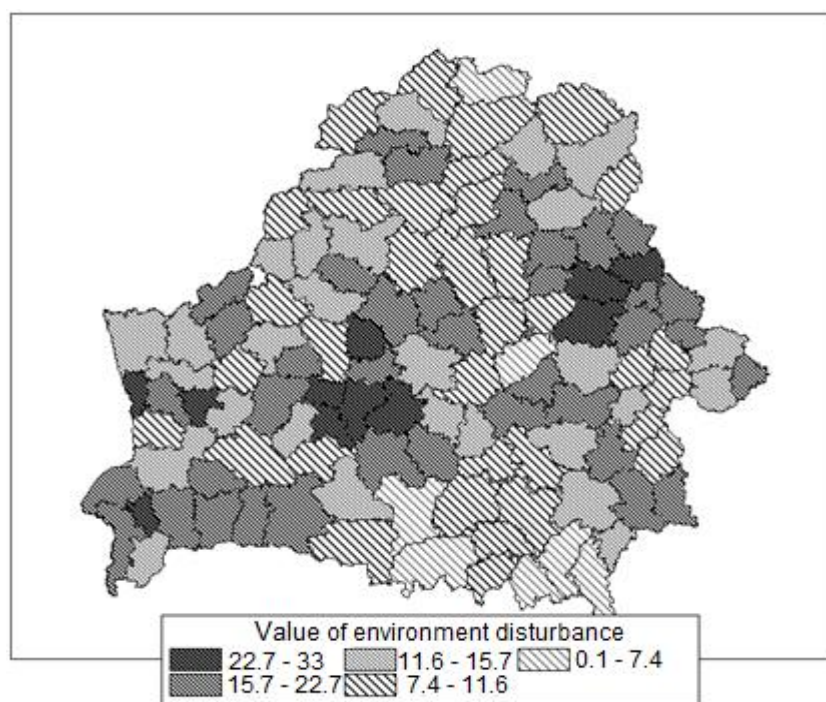 Value of environment disturbance
22.7 - 33 11.6 - 15.7 0.1 - 7.4
15.7 - 22.7 7.4 - 11.6